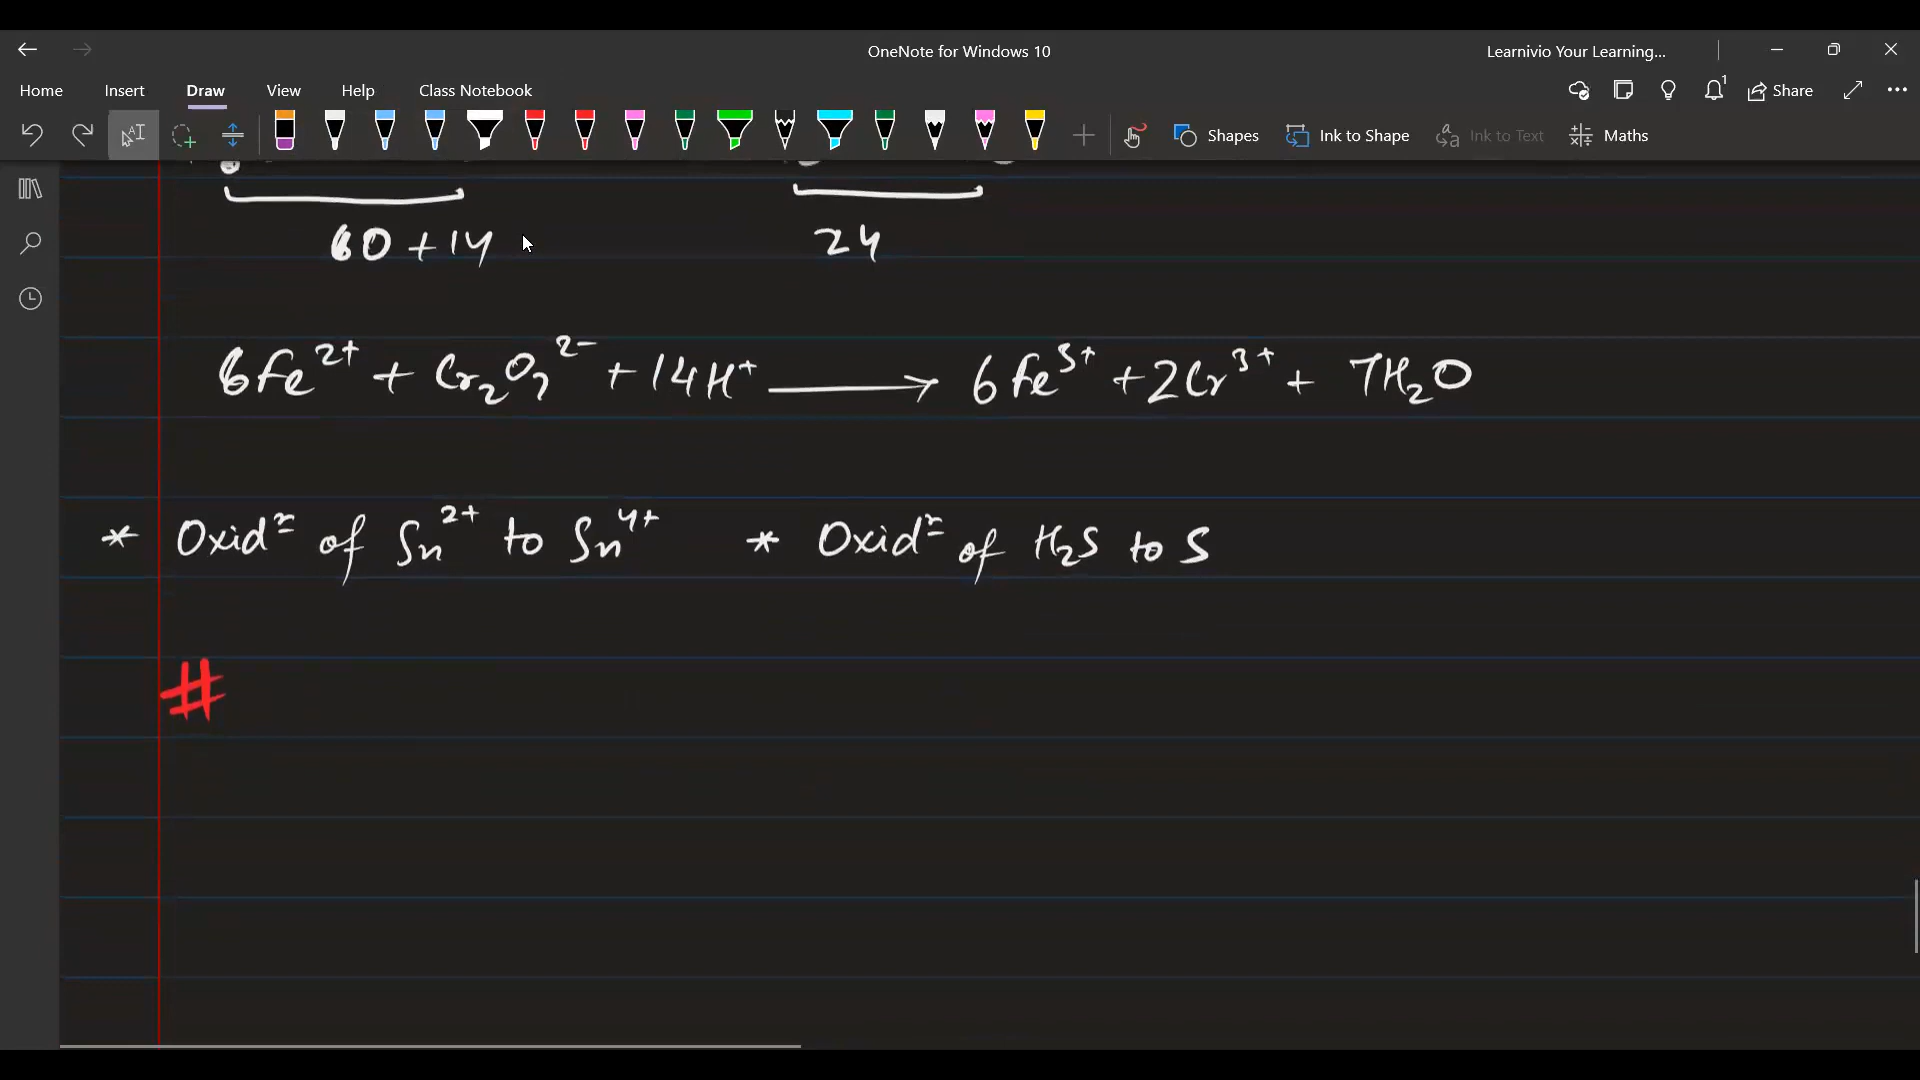 OneNote for Windows 10
Learnivio Your Learning...
Home Insert Draw View Help Class Notebook
1 Share
Shapes Ink to Shape Ink to Text Maths
60 + 14 24
6Fe²⁺ + Cr₂O₇²⁻ + 14H⁺ ⟶ 6Fe³⁺ + 2Cr³⁺ + 7H₂O
* Oxidⁿ of Sn²⁺ to Sn⁴⁺ * Oxidⁿ of H₂S to S
#